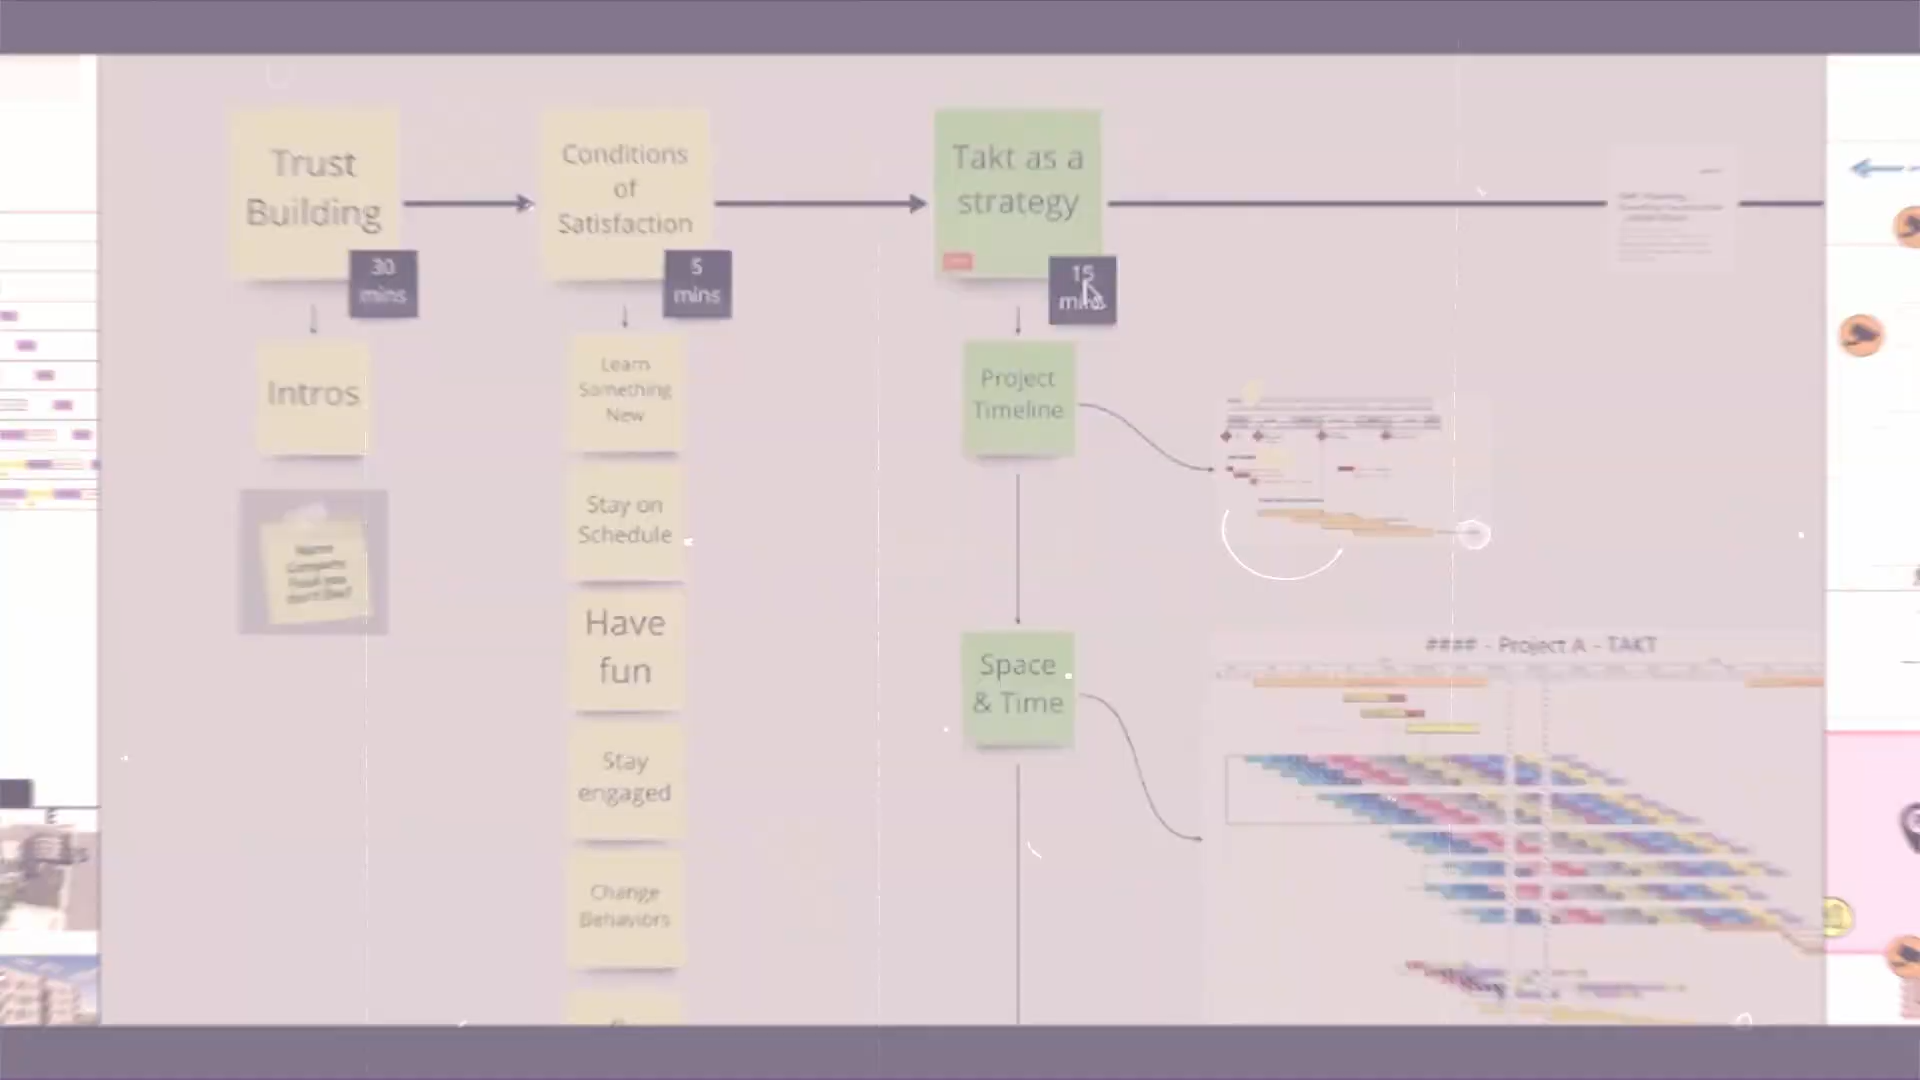 Trust
Building
30
mins
Intros
Conditions
of
Satisfaction
5
mins
Learn
Something
New
Stay on
Schedule
Have
fun
Stay
engaged
Change
Behaviors
Takt as a
strategy
15
mins
Project
Timeline
Space
& Time
#### - Project A - TAKT